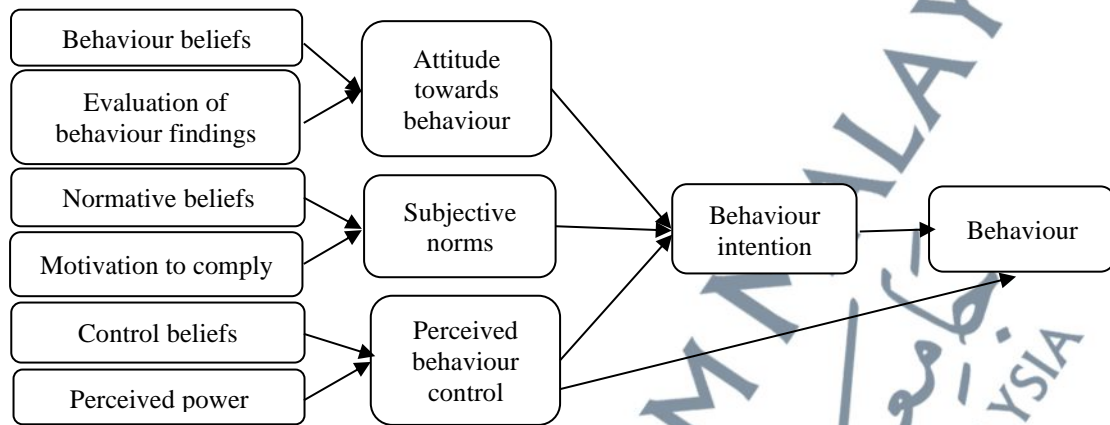 Behaviour beliefs
Evaluation of
behaviour findings
Normative beliefs
Motivation to comply
Control beliefs
Perceived power
Attitude
towards
behaviour
Subjective
norms
Perceived
behaviour
control
Behaviour
intention
Behaviour
YSIA